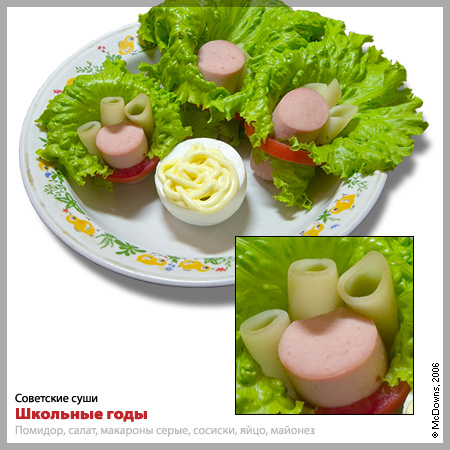 Советские суши
Школьные годы
Помидор, салат, макароны серые, сосиски, яйцо, майонез
® McDowns, 2006